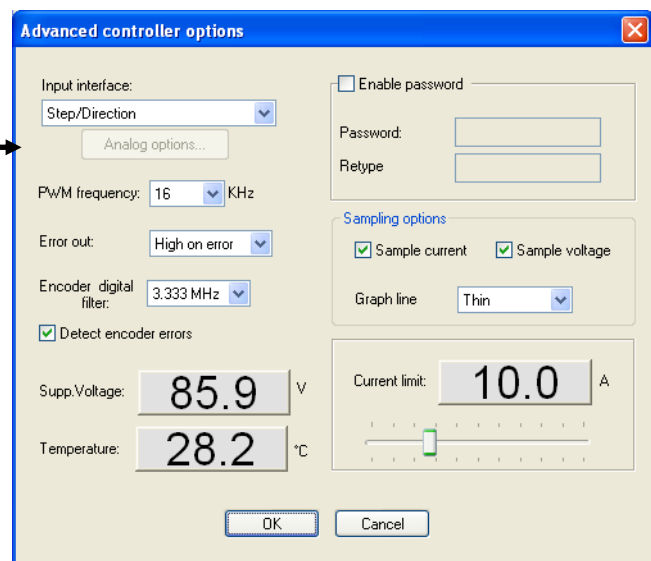 Advanced controller options
Input interface:
Step/Direction
Analog options...
PWM frequency: 16 KHz
Error out: High on error
Encoder digital
filter: 3.333 MHz
Detect encoder errors
Supp.Voltage: 85.9 V
Temperature: 28.2 °C
Enable password
Password:
Retype
Sampling options
Sample current Sample voltage
Graph line Thin
Current limit: 10.0 A
OK Cancel